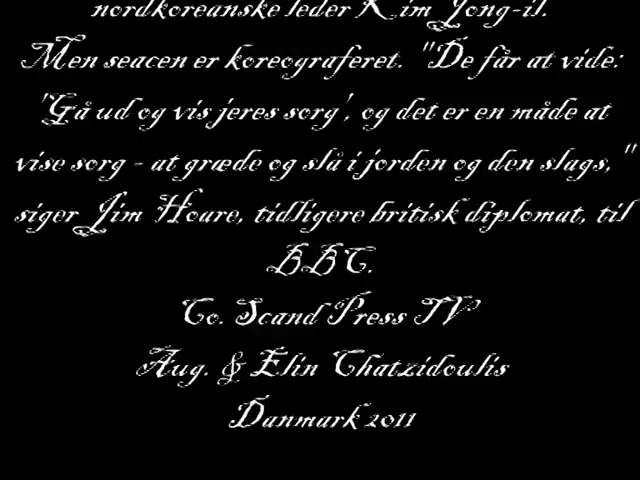 nordkoreanske leder Kim Jong-il.
Men seacen er koreograferet. "De får at vide:
'Gå ud og vis jeres sorg', og det er en måde at
vise sorg - at græde og slå i jorden og den slags,"
siger Jim Hoare, tidligere britisk diplomat, til
BBC.
Co. Scand Press TV
Aug. & Elin Chatzidoulis
Danmark 2011